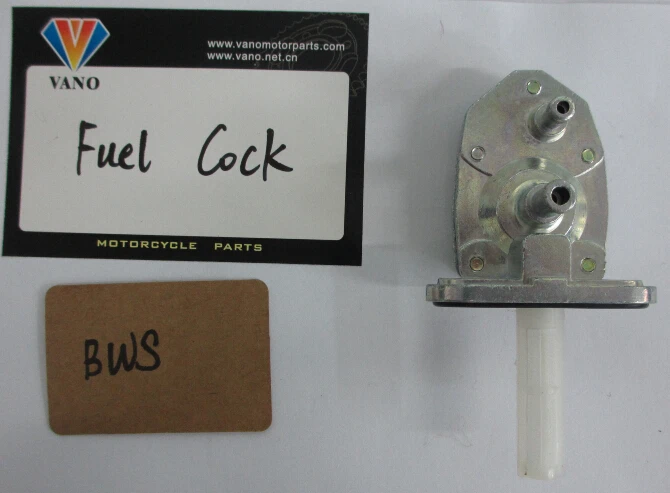 VANO
www.vanomotorparts.com
www.vano.net.cn
Fuel Cock
MOTORCYCLE PARTS
BWS